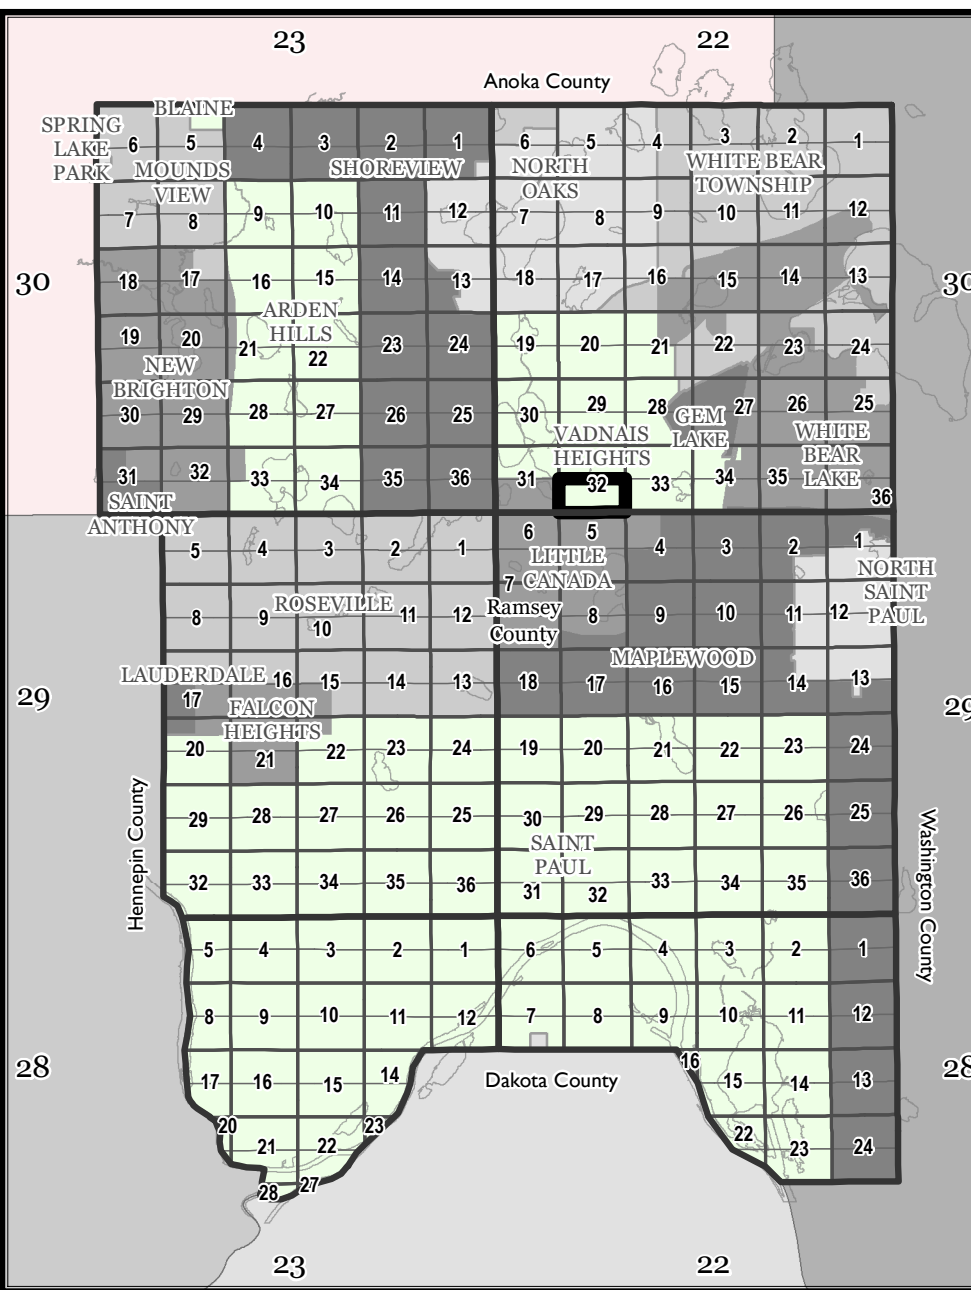 23 22
Anoka County
BLAINE
SPRING
LAKE
PARK
6 5 4 3 2 1 6 5 4 3 2 1
MOUNDS
VIEW
SHOREVIEW
NORTH
OAKS
WHITE BEAR
TOWNSHIP
7 8 9 10 11 12 7 8 9 10 11 12
30 18 17 16 15 14 13 18 17 16 15 14 13 30
ARDEN
HILLS
19 20 21 22 23 24 19 20 21 22 23 24
NEW
BRIGHTON
30 29 28 27 26 25 30 29 28 27 26 25
GEM
LAKE
VADNAIS
HEIGHTS
WHITE
BEAR
LAKE
31 32 33 34 35 36 31 32 33 34 35 36
SAINT
ANTHONY
5 4 3 2 1 6 5 4 3 2 1
LITTLE
CANADA
NORTH
SAINT
PAUL
8 9 10 11 12 7 8 9 10 11 12
ROSEVILLE
Ramsey
County
MAPLEWOOD
LAUDERDALE
29 17 16 15 14 13 18 17 16 15 14 13 29
FALCON
HEIGHTS
20 21 22 23 24 19 20 21 22 23 24
29 28 27 26 25 30 29 28 27 26 25
Hennepin County
Washington County
SAINT
PAUL
32 33 34 35 36 31 32 33 34 35 36
5 4 3 2 1 6 5 4 3 2 1
8 9 10 11 12 7 8 9 10 11 12
28 17 16 15 14 16 15 14 13 28
Dakota County
20 21 22 23 22 23 24
28 27
23 22